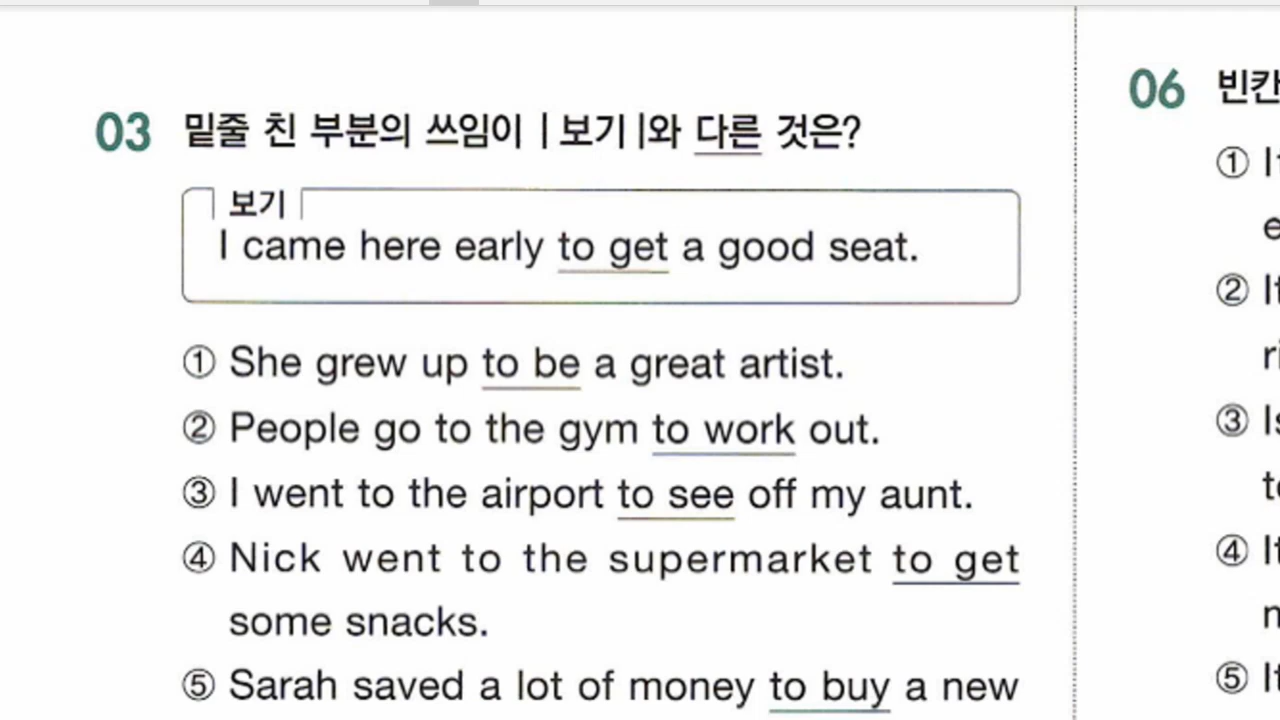 03 밑줄 친 부분의 쓰임이 | 보기 |와 다른 것은?
보기
I came here early to get a good seat.
① She grew up to be a great artist.
② People go to the gym to work out.
③ I went to the airport to see off my aunt.
④ Nick went to the supermarket to get
some snacks.
⑤ Sarah saved a lot of money to buy a new
06 빈칸
①
②
③
④
⑤